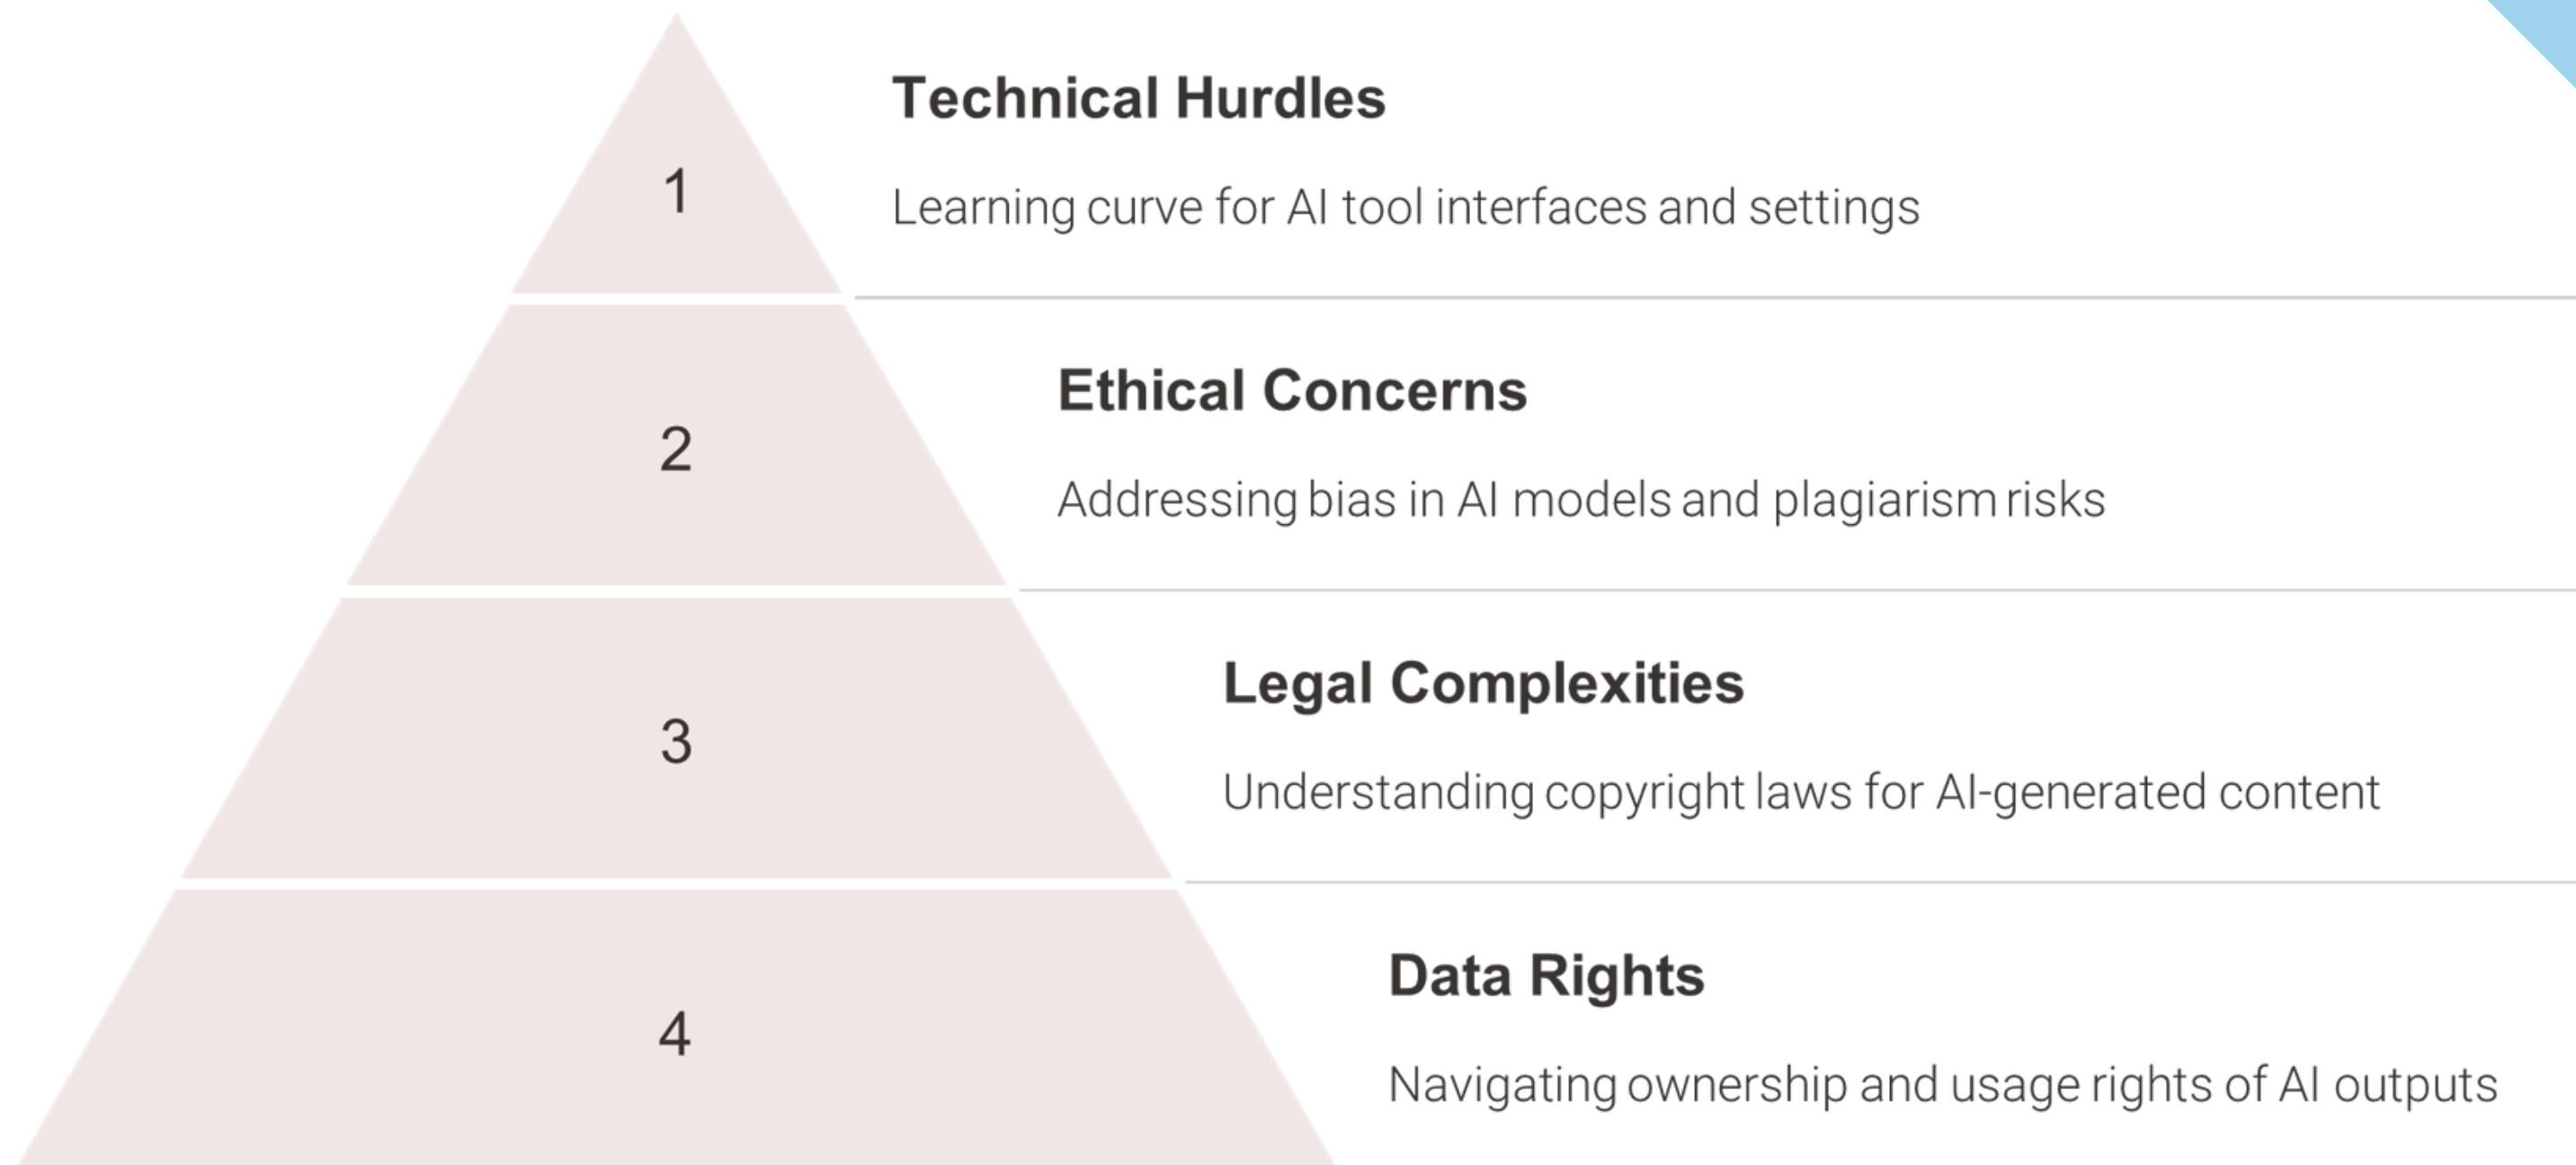 1
Technical Hurdles
Learning curve for AI tool interfaces and settings
2
Ethical Concerns
Addressing bias in AI models and plagiarism risks
3
Legal Complexities
Understanding copyright laws for AI-generated content
4
Data Rights
Navigating ownership and usage rights of AI outputs